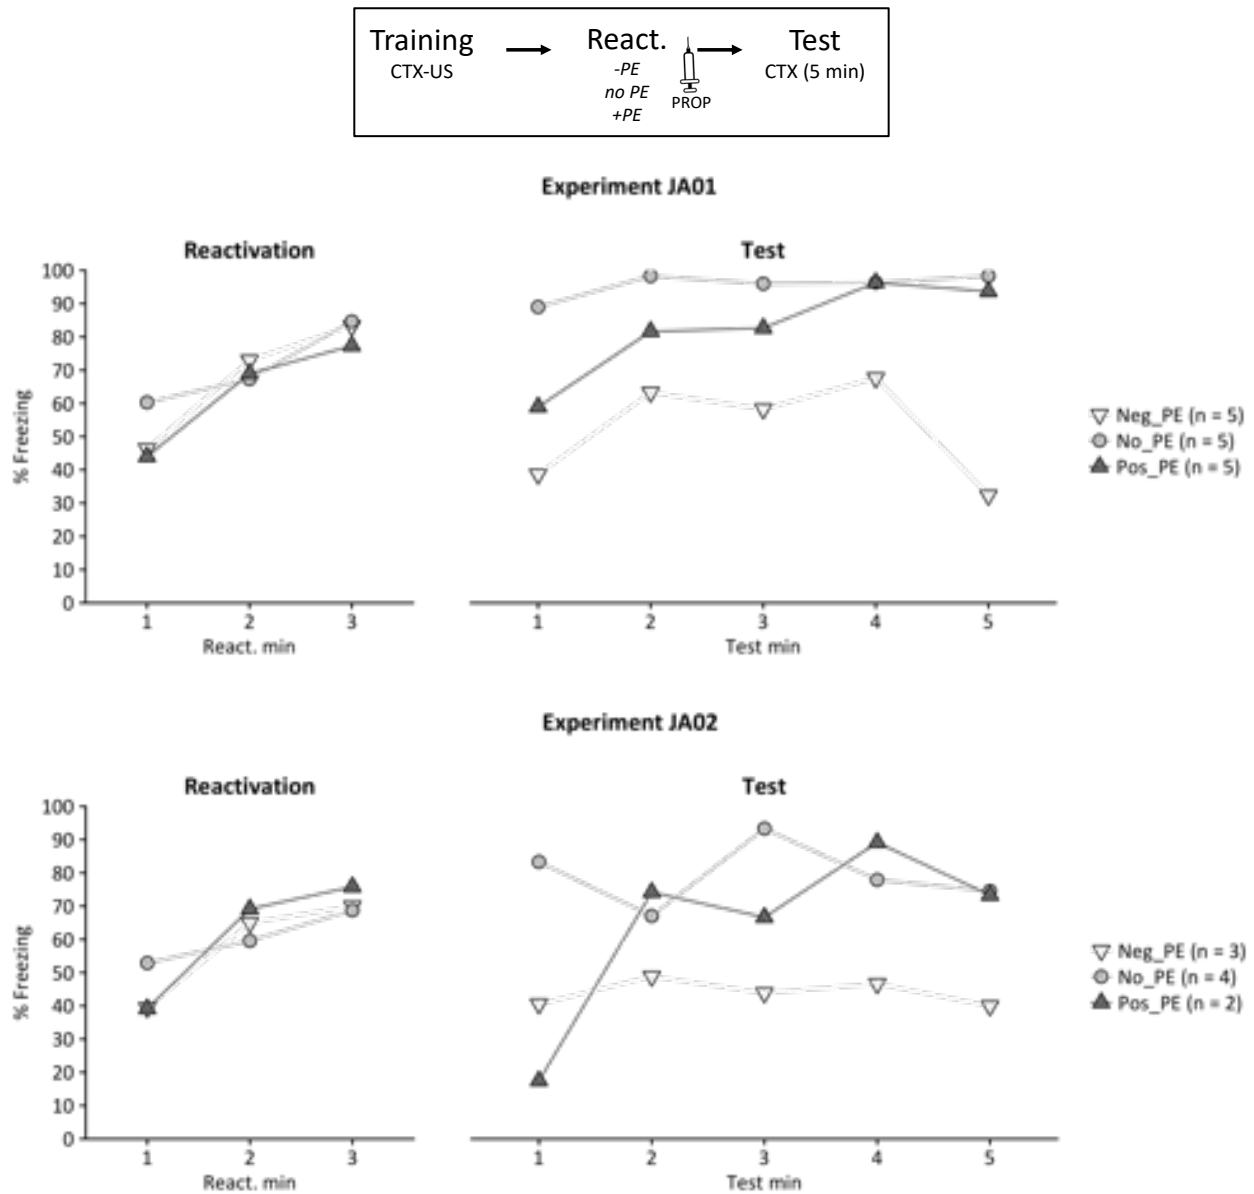 Training
CTX-US
React.
-PE
no PE
+PE
PROP
Test
CTX (5 min)
Experiment JA01
Reactivation
Test
% Freezing
100
90
80
70
60
50
40
30
20
10
0
1 2 3
React. min
1 2 3 4 5
Test min
Neg_PE (n = 5)
No_PE (n = 5)
Pos_PE (n = 5)
Experiment JA02
Reactivation
Test
% Freezing
100
90
80
70
60
50
40
30
20
10
0
1 2 3
React. min
1 2 3 4 5
Test min
Neg_PE (n = 3)
No_PE (n = 4)
Pos_PE (n = 2)